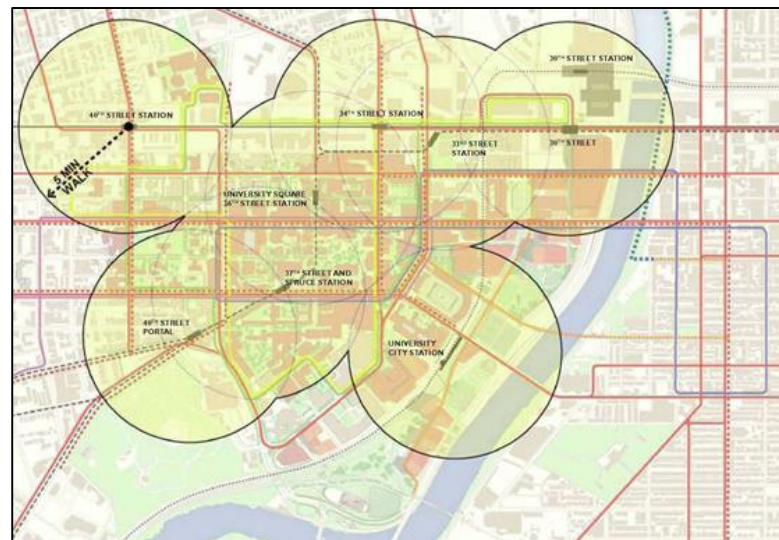 30TH STREET STATION
40TH STREET STATION
34TH STREET STATION
33RD STREET
STATION
30TH STREET
5 MIN
WALK
UNIVERSITY SQUARE
36TH STREET STATION
37TH STREET AND
SPRUCE STATION
40TH STREET
PORTAL
UNIVERSITY
CITY STATION